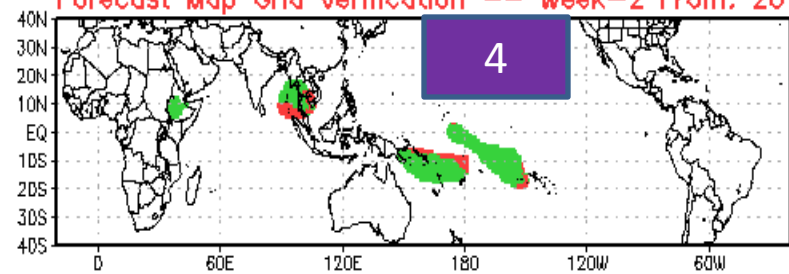 Forecast Map Grid Verification -- Week-2 from: 20
40N
30N
20N
10N
EQ
10S
20S
30S
40S
4
0 60E 120E 180 120W 60W